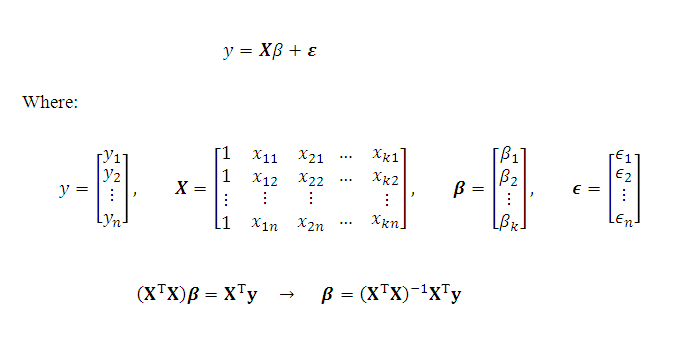 y = Xβ + ε
Where:
y = [y₁ y₂ ⋮ yₙ], X = [1 x₁₁ x₂₁ ... xₖ₁ 1 x₁₂ x₂₂ ... xₖ₂ ⋮ ⋮ ⋮ ⋮ 1 x₁ₙ x₂ₙ ... xₖₙ], β = [β₁ β₂ ⋮ βₖ], ϵ = [ϵ₁ ϵ₂ ⋮ ϵₙ]
(XᵀX)β = Xᵀy → β = (XᵀX)⁻¹Xᵀy